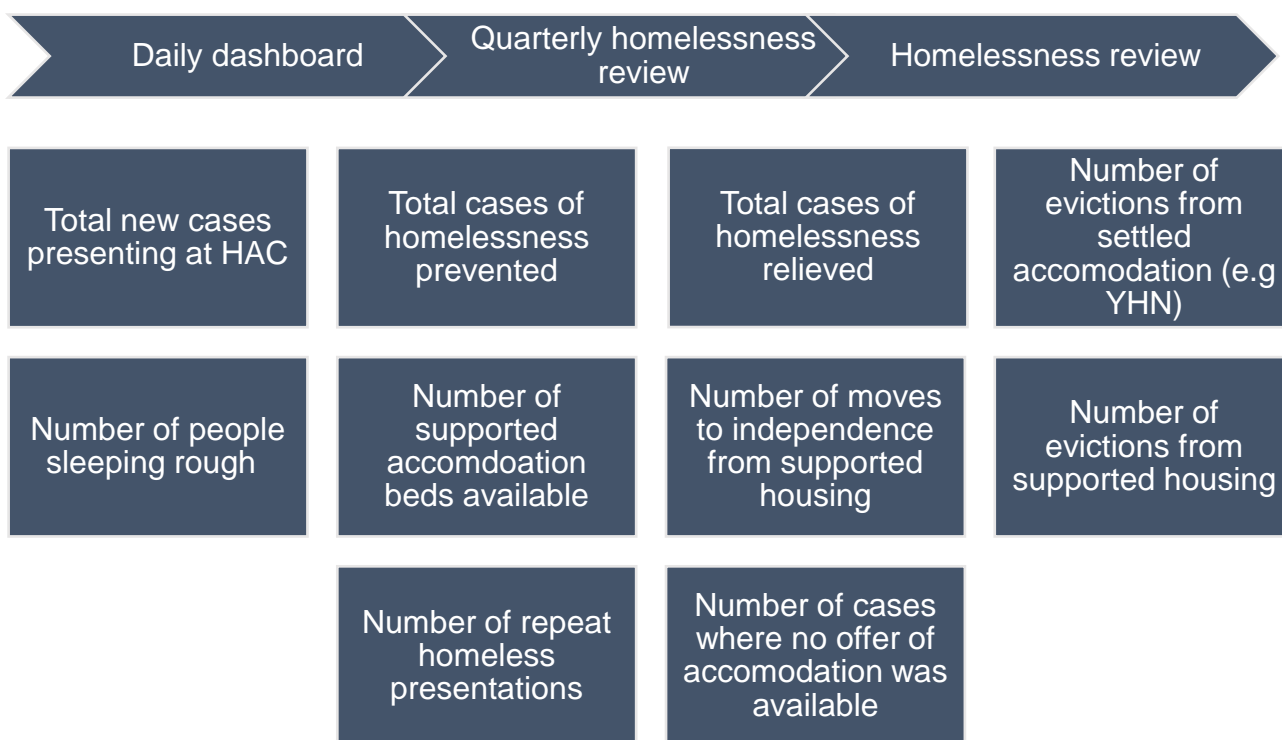 Daily dashboard
Quarterly homelessness
review
Homelessness review
Total new cases
presenting at HAC
Total cases of
homelessness
prevented
Total cases of
homelessness
relieved
Number of
evictions from
settled
accomodation (e.g
YHN)
Number of people
sleeping rough
Number of
supported
accomdoation
beds available
Number of moves
to independence
from supported
housing
Number of
evictions from
supported housing
Number of repeat
homeless
presentations
Number of cases
where no offer of
accomodation was
available